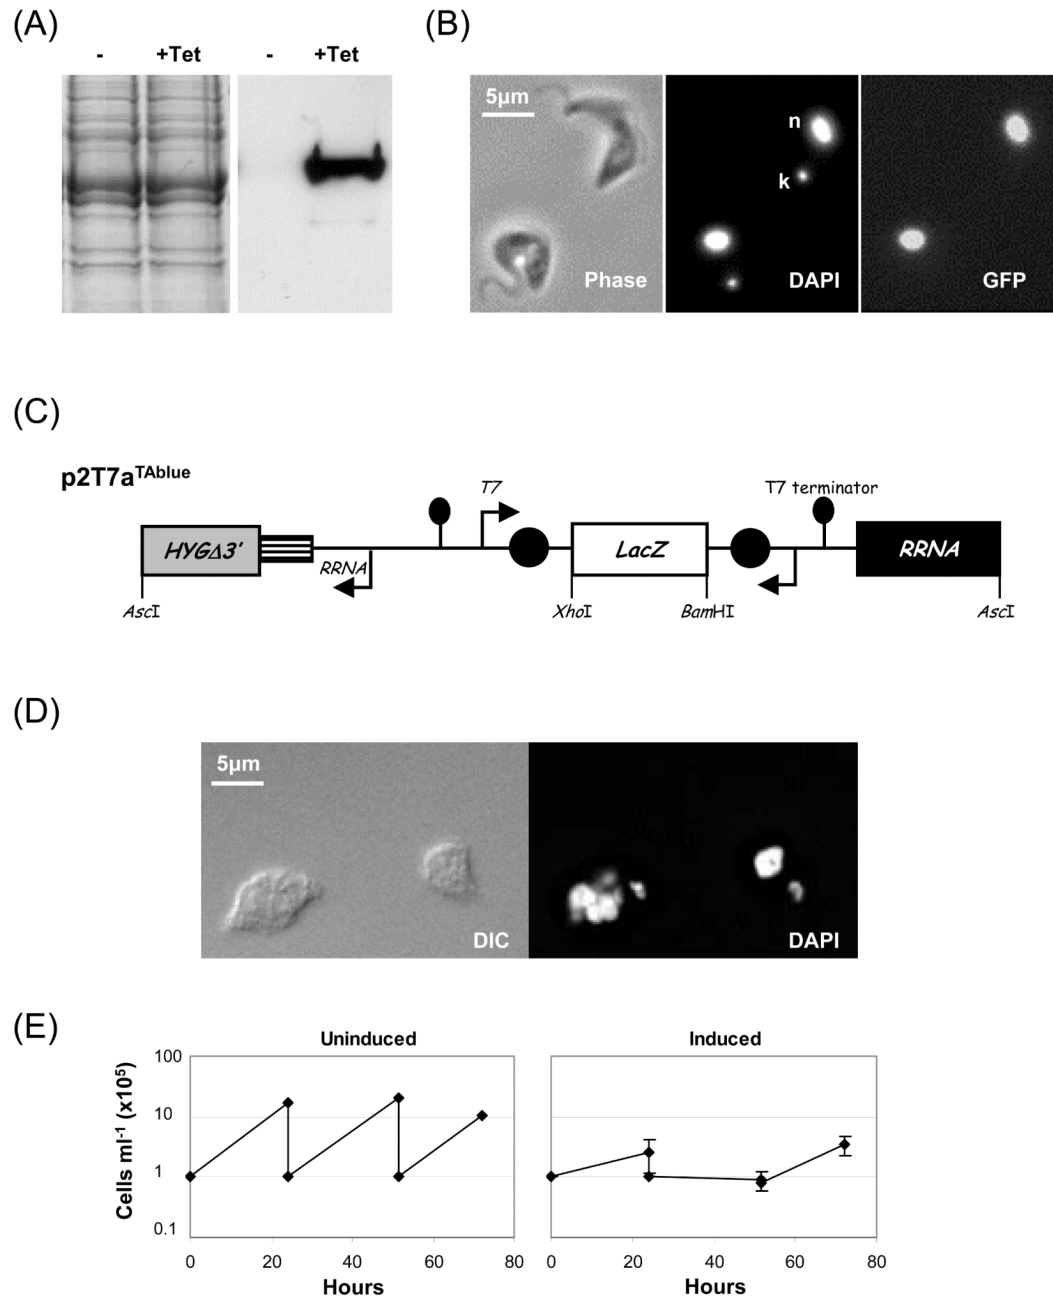 (A)
- +Tet - +Tet
(B)
5µm
n
k
Phase DAPI GFP
(C)
p2T7aTAblue
T7 T7 terminator
HYGΔ3' RRNA LacZ RRNA
AscI XhoI BamHI AscI
(D)
5µm
DIC DAPI
(E)
Uninduced Induced
Cells ml-1 (x10⁵)
100
10
1
0.1
0 20 40 60 80 0 20 40 60 80
Hours Hours